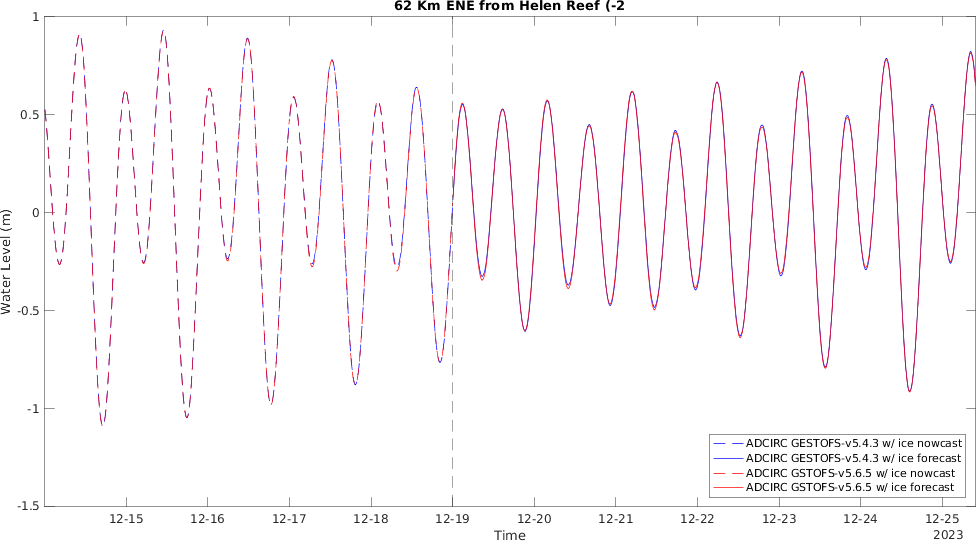 62 Km ENE from Helen Reef (-2
1
0.5
0
-0.5
-1
-1.5
Water Level (m)
ADCIRC GESTOFS-v5.4.3 w/ ice nowcast
ADCIRC GESTOFS-v5.4.3 w/ ice forecast
ADCIRC GSTOFS-v5.6.5 w/ ice nowcast
ADCIRC GSTOFS-v5.6.5 w/ ice forecast
12-15 12-16 12-17 12-18 12-19 12-20 12-21 12-22 12-23 12-24 12-25
Time
2023